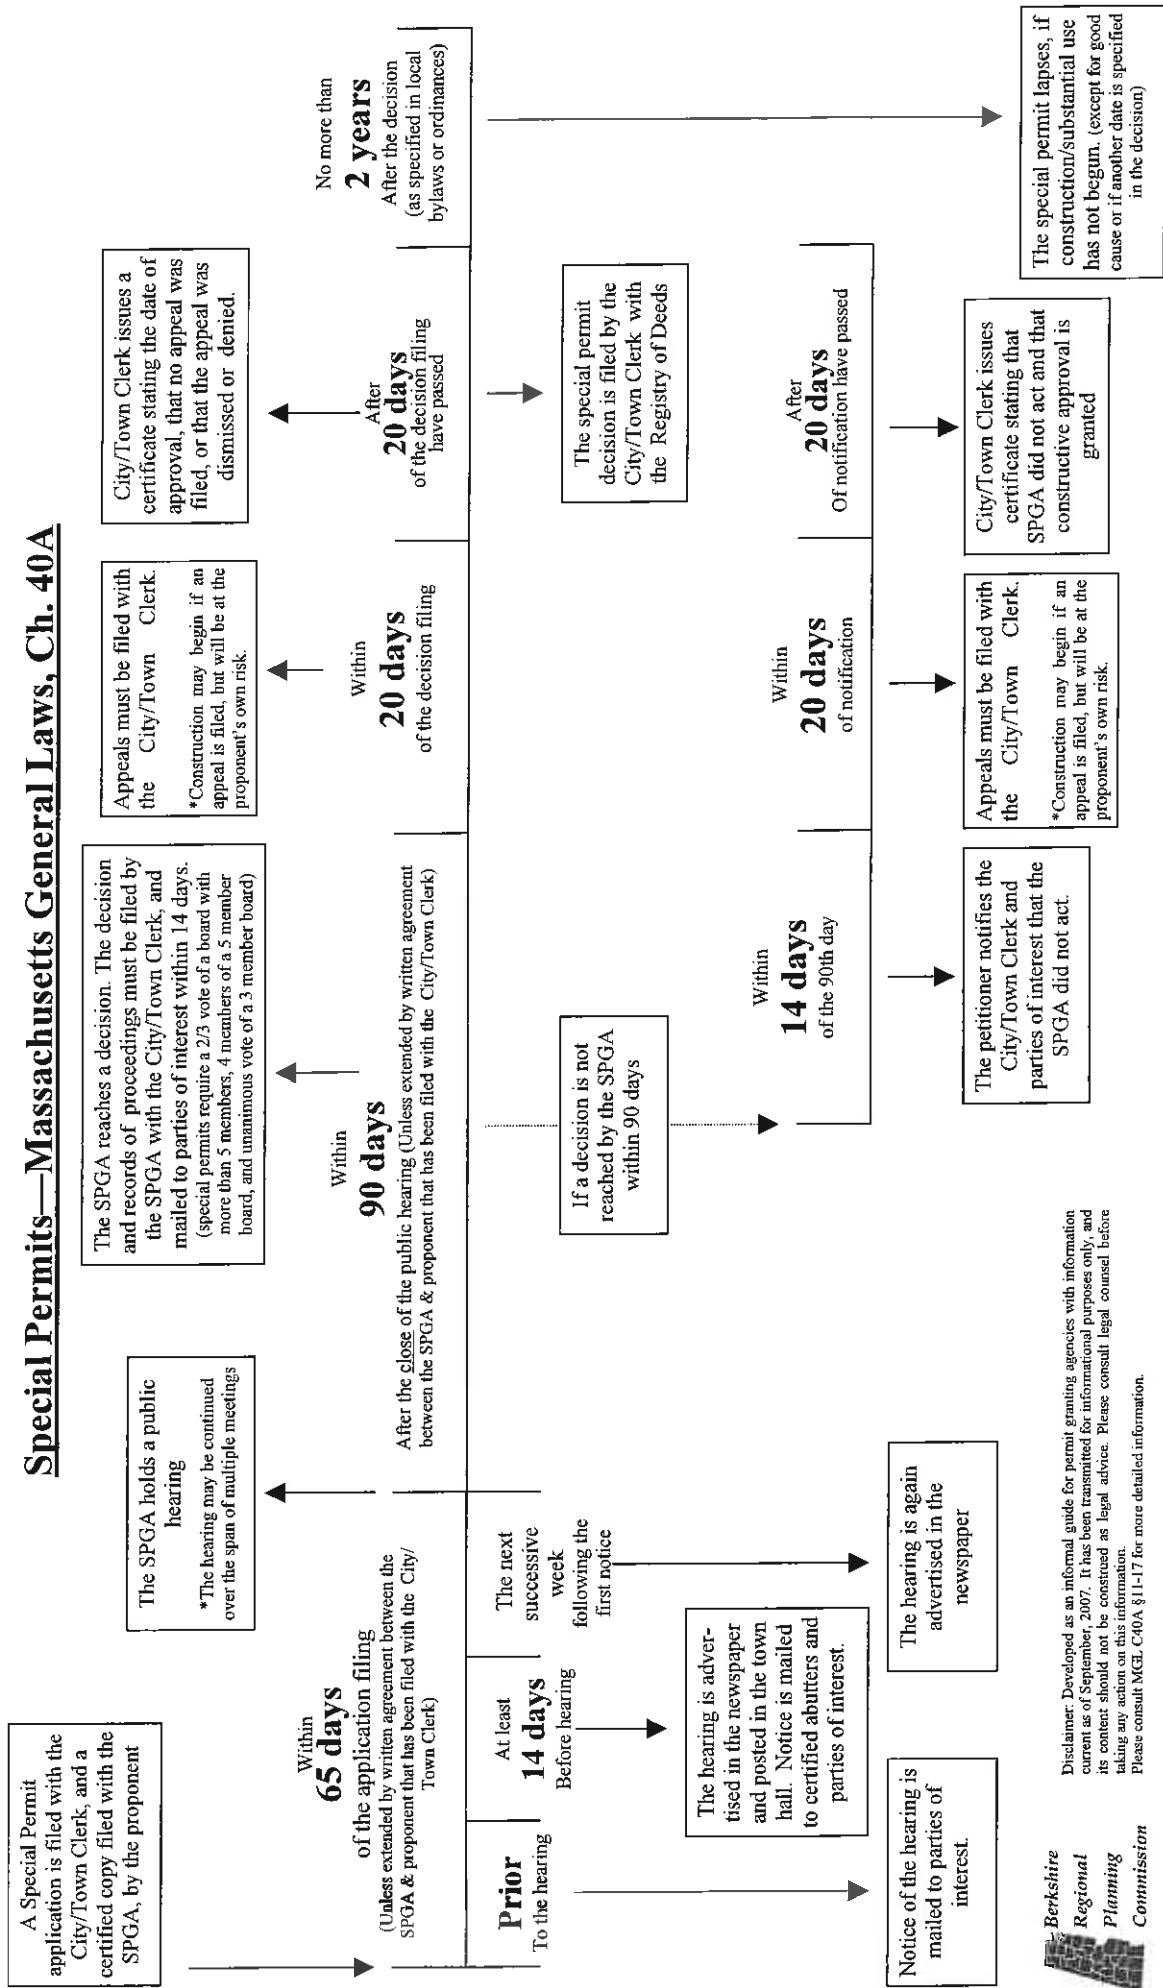 Special Permits—Massachusetts General Laws, Ch. 40A
A Special Permit
application is filed with the
City/Town Clerk, and a
certified copy filed with the
SPGA, by the proponent
The SPGA holds a public
hearing
*The hearing may be continued
over the span of multiple meetings
The SPGA reaches a decision. The decision
and records of proceedings must be filed by
the SPGA with the City/Town Clerk, and
mailed to parties of interest within 14 days.
(special permits require a 2/3 vote of a board with
more than 5 members, 4 members of a 5 member
board, and unanimous vote of a 3 member board)
Appeals must be filed with
the City/Town Clerk.
*Construction may begin if an
appeal is filed, but will be at the
proponent's own risk.
City/Town Clerk issues a
certificate stating the date of
approval, that no appeal was
filed, or that the appeal was
dismissed or denied.
Within
65 days
of the application filing
(Unless extended by written agreement between the
SPGA & proponent that has been filed with the City/
Town Clerk)
Within
90 days
After the close of the public hearing (Unless extended by written agreement
between the SPGA & proponent that has been filed with the City/Town Clerk)
Within
20 days
of the decision filing
After
20 days
of the decision filing
have passed
No more than
2 years
After the decision
(as specified in local
bylaws or ordinances)
Prior
To the hearing
At least
14 days
Before hearing
The next
successive
week
following the
first notice
The hearing is adver-
tised in the newspaper
and posted in the town
hall. Notice is mailed
to certified abutters and
parties of interest.
If a decision is not
reached by the SPGA
within 90 days
The special permit
decision is filed by the
City/Town Clerk with
the Registry of Deeds
Within
14 days
of the 90th day
Within
20 days
of notification
After
20 days
Of notification have passed
Notice of the hearing is
mailed to parties of
interest.
The hearing is again
advertised in the
newspaper
The petitioner notifies the
City/Town Clerk and
parties of interest that the
SPGA did not act.
Appeals must be filed with
the City/Town Clerk.
*Construction may begin if an
appeal is filed, but will be at the
proponent's own risk.
City/Town Clerk issues
certificate stating that
SPGA did not act and that
constructive approval is
granted
The special permit lapses, if
construction/substantial use
has not begun. (except for good
cause or if another date is specified
in the decision)
Berkshire
Regional
Planning
Commission
Disclaimer: Developed as an informal guide for permit granting agencies with information
current as of September, 2007. It has been transmitted for informational purposes only, and
its content should not be construed as legal advice. Please consult legal counsel before
taking any action on this information.
Please consult MGL C40A §11-17 for more detailed information.